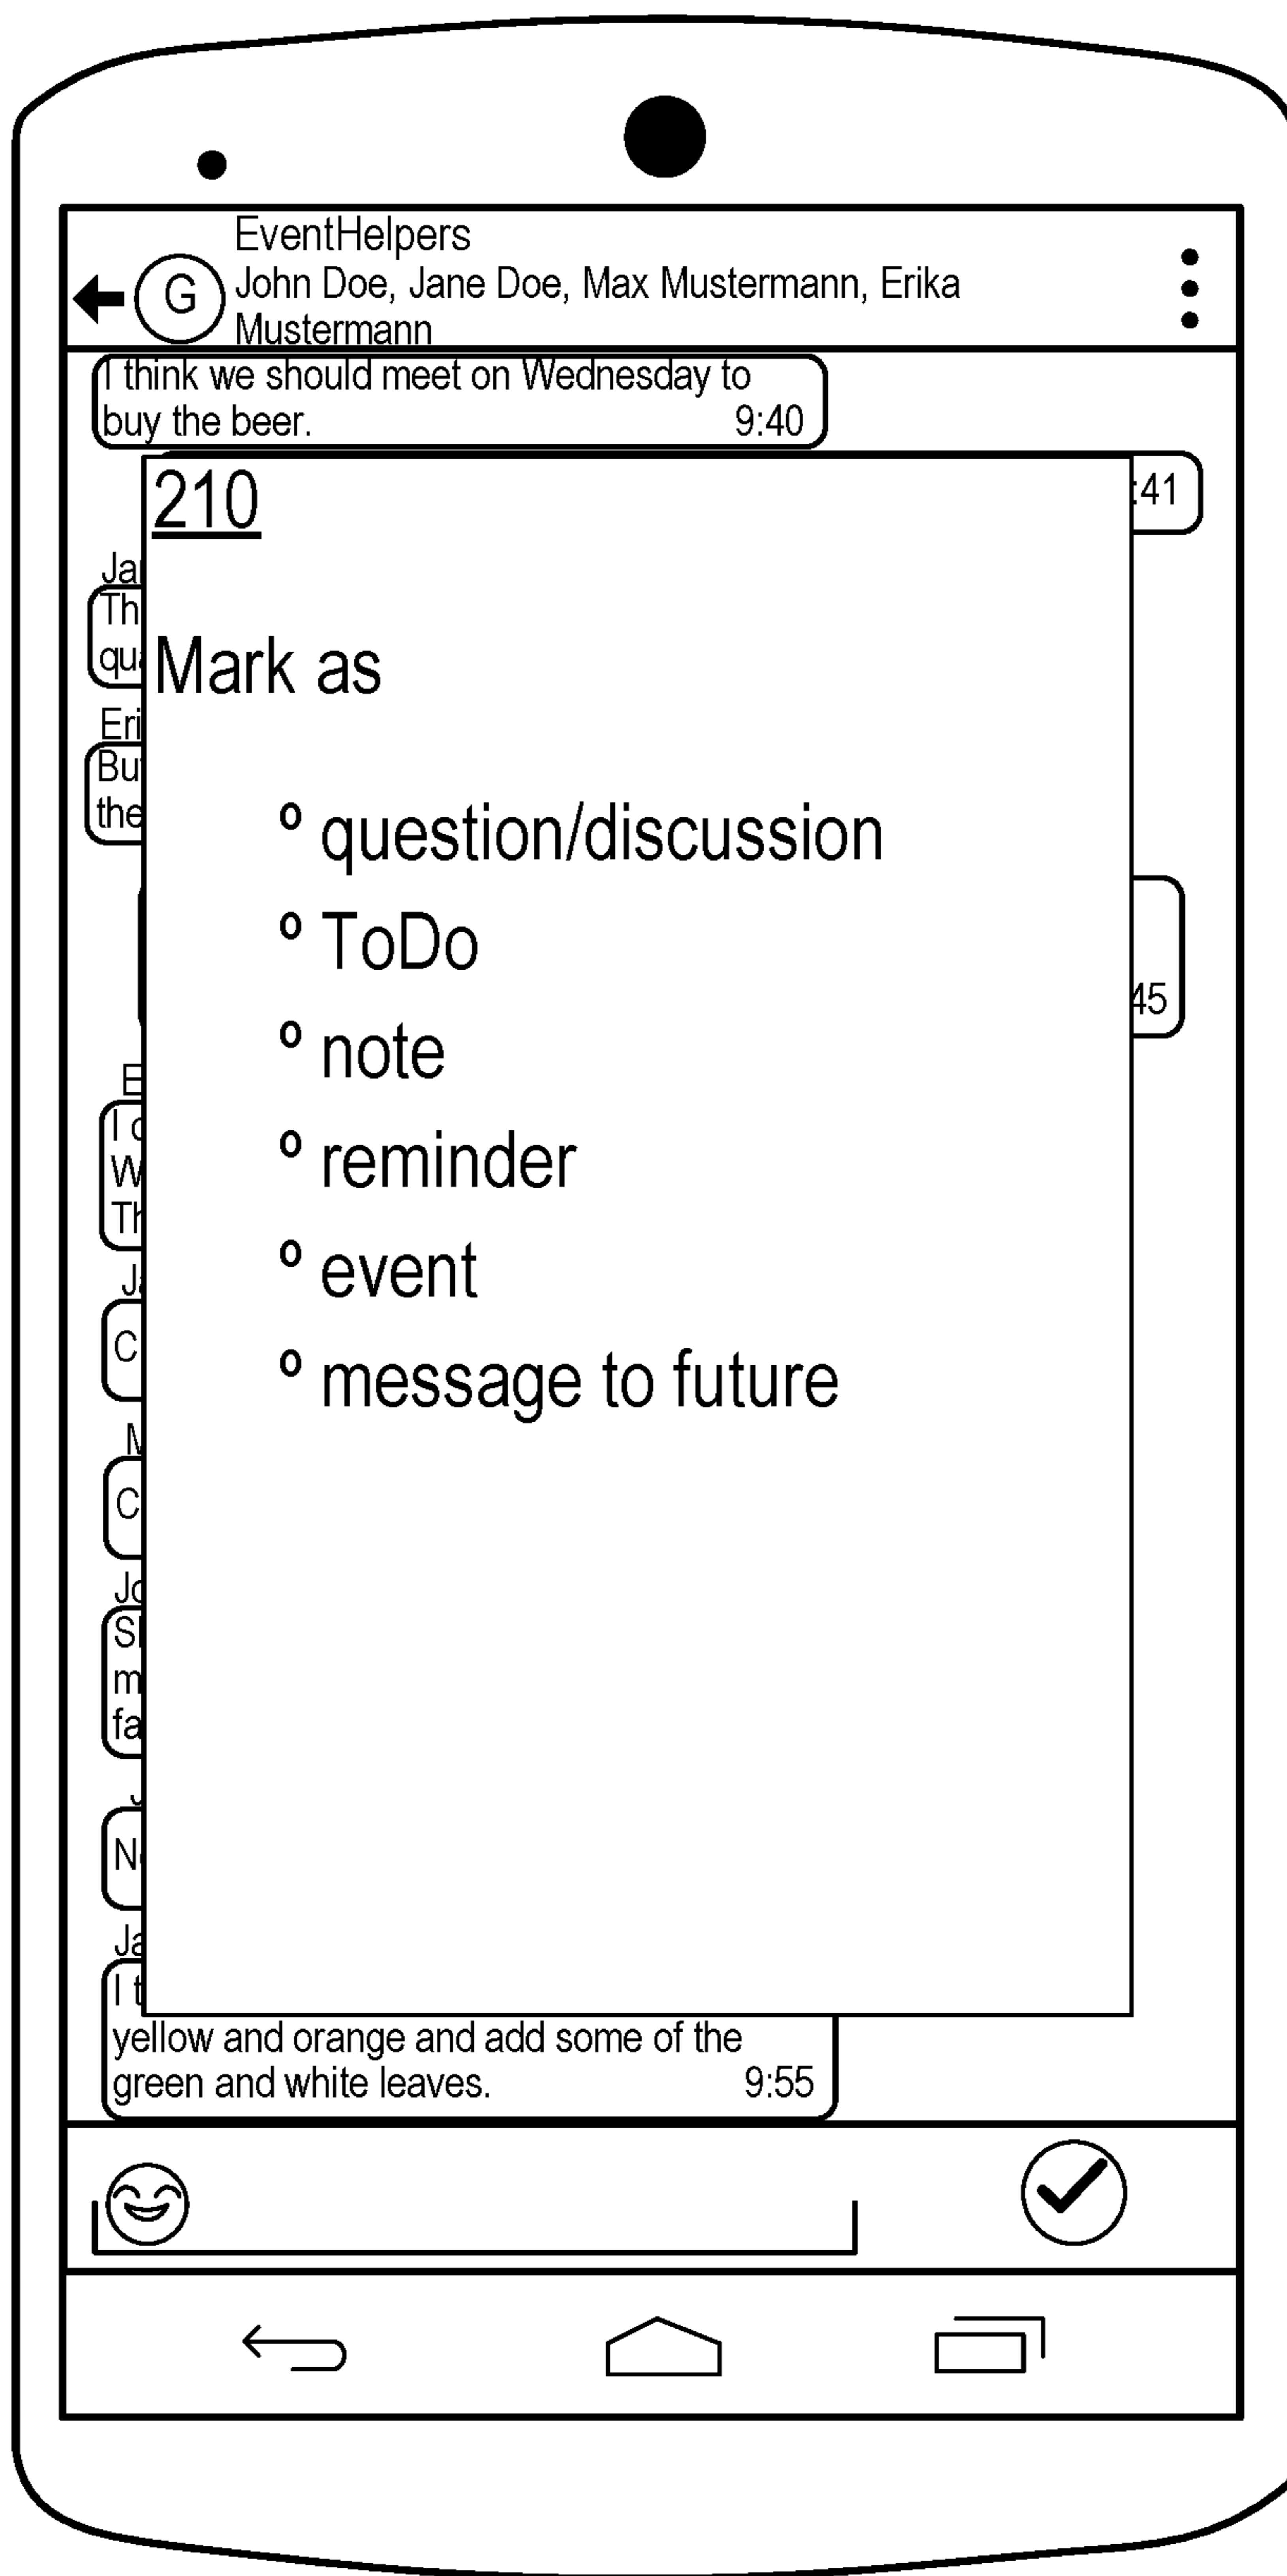 EventHelpers
G
John Doe, Jane Doe, Max Mustermann, Erika
Mustermann
I think we should meet on Wednesday to
buy the beer. 9:40
210
:41
Mark as
question/discussion
ToDo
note
45
reminder
event
message to future
yellow and orange and add some of the
green and white leaves. 9:55